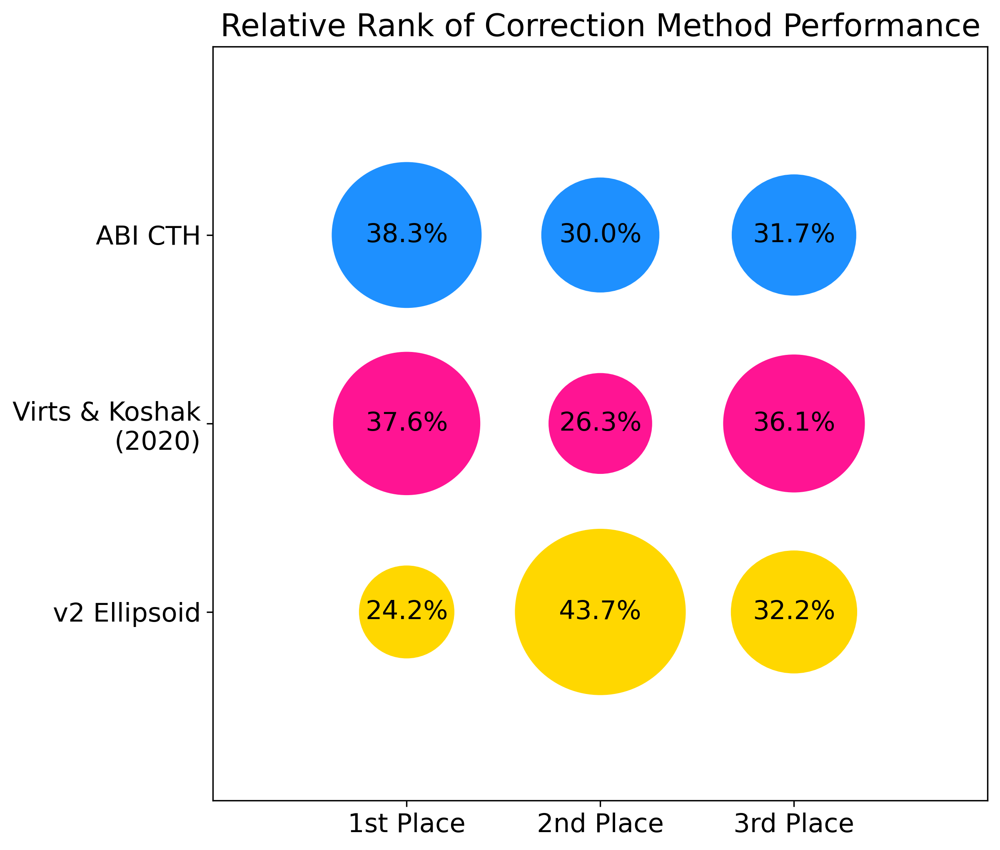 Relative Rank of Correction Method Performance
ABI CTH
38.3%
30.0%
31.7%
Virts & Koshak
(2020)
37.6%
26.3%
36.1%
v2 Ellipsoid
24.2%
43.7%
32.2%
1st Place
2nd Place
3rd Place